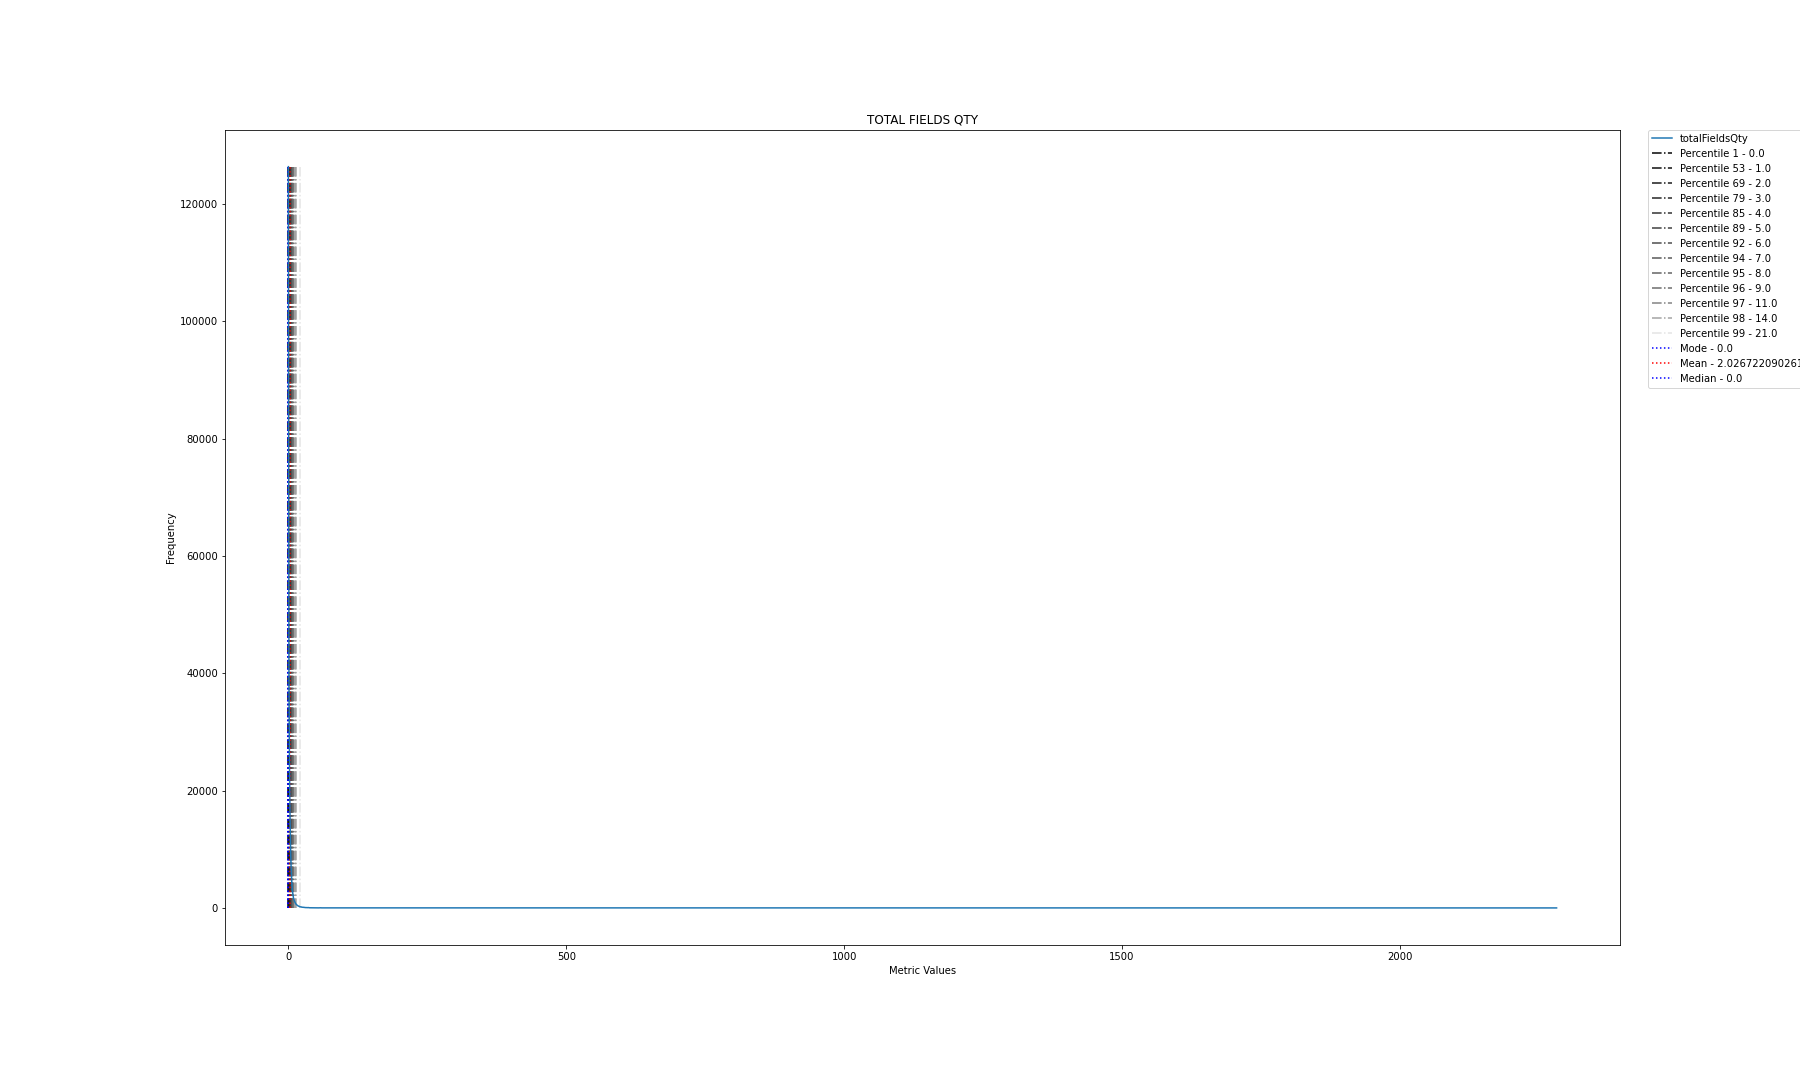 TOTAL FIELDS QTY
totalFieldsQty
Percentile 1 - 0.0
Percentile 53 - 1.0
Percentile 69 - 2.0
Percentile 79 - 3.0
Percentile 85 - 4.0
Percentile 89 - 5.0
Percentile 92 - 6.0
Percentile 94 - 7.0
Percentile 95 - 8.0
Percentile 96 - 9.0
Percentile 97 - 11.0
Percentile 98 - 14.0
Percentile 99 - 21.0
Mode - 0.0
Mean - 2.026722090261
Median - 0.0
Frequency
120000
100000
80000
60000
40000
20000
0
0 500 1000 1500 2000
Metric Values